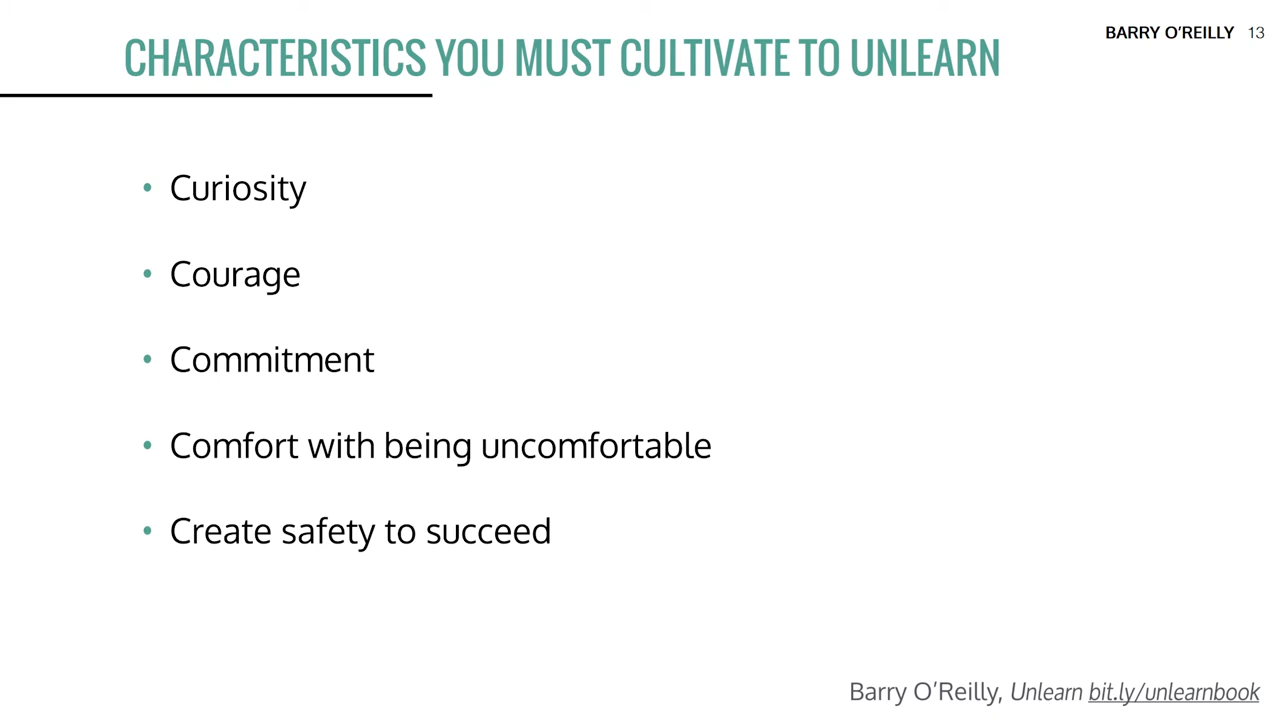 BARRY O’REILLY 13
CHARACTERISTICS YOU MUST CULTIVATE TO UNLEARN
• Curiosity
• Courage
• Commitment
• Comfort with being uncomfortable
• Create safety to succeed
Barry O’Reilly, Unlearn bit.ly/unlearnbook